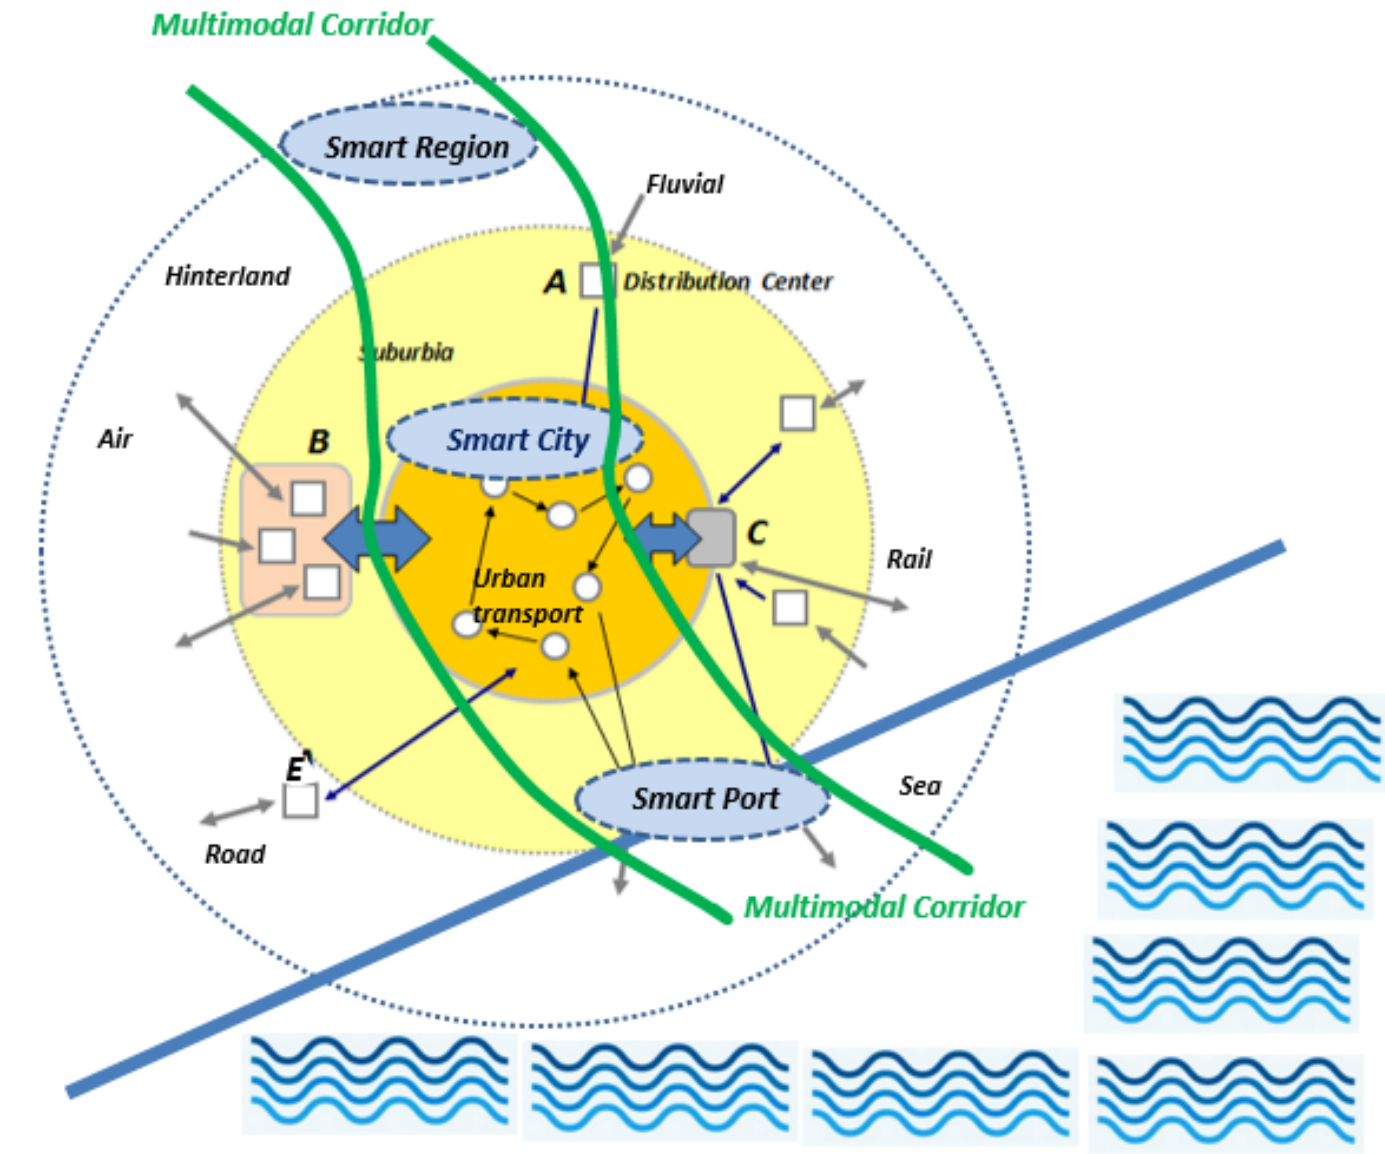 Multimodal Corridor
Smart Region
Fluvial
Hinterland
A
Distribution Center
Suburbia
Air
B
Smart City
C
Rail
Urban
transport
E
Road
Smart Port
Sea
Multimodal Corridor